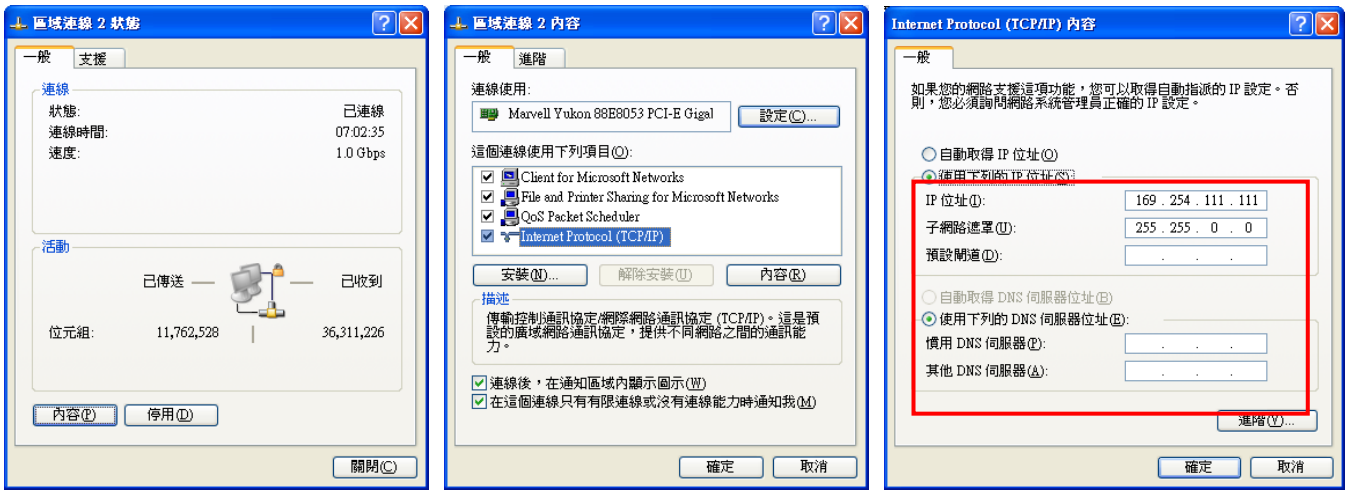 區域連線 2 狀態
一般
支援
連線
狀態:
已連線
連線時間:
07:02:35
速度:
1.0 Gbps
活動
已傳送
已收到
位元組:
11,762,528
36,311,226
內容(P)
停用(D)
關閉(C)
區域連線 2 內容
一般
進階
連線使用:
Marvell Yukon 88E8053 PCI-E Gigal
設定(C)...
這個連線使用下列項目(O):
Client for Microsoft Networks
File and Printer Sharing for Microsoft Networks
QoS Packet Scheduler
Internet Protocol (TCP/IP)
安裝(N)...
解除安裝(U)
內容(R)
描述
傳輸控制通訊協定/網際網路通訊協定 (TCP/IP)。這是預
設的廣域網路通訊協定，提供不同網路之間的通訊能
力。
連線後，在通知區域內顯示圖示(W)
在這個連線只有有限連線或沒有連線能力時通知我(M)
確定
取消
Internet Protocol (TCP/IP) 內容
一般
如果您的網路支援這項功能，您可以取得自動指派的 IP 設定。否
則，您必須詢問網路系統管理員正確的 IP 設定。
自動取得 IP 位址(O)
使用下列的 IP 位址(S):
IP 位址(I):
169 . 254 . 111 . 111
子網路遮罩(U):
255 . 255 . 0 . 0
預設閘道(D):
自動取得 DNS 伺服器位址(B)
使用下列的 DNS 伺服器位址(E):
慣用 DNS 伺服器(P):
其他 DNS 伺服器(A):
進階(V)...
確定
取消